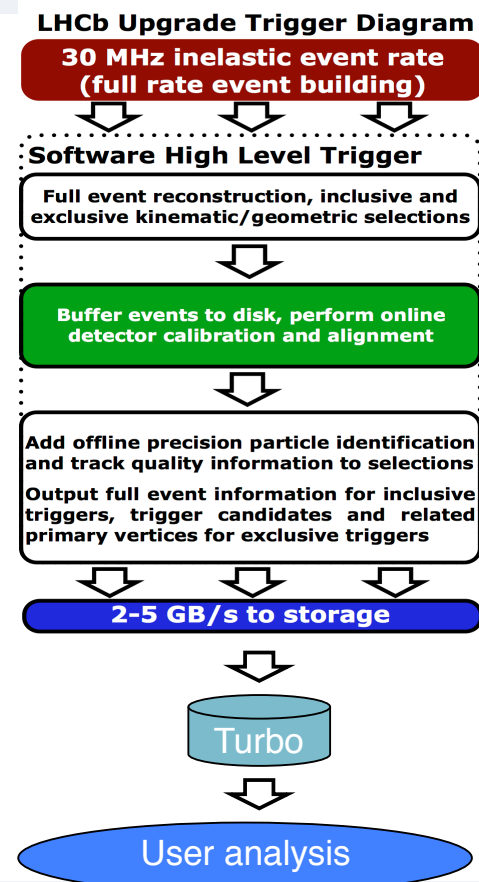 LHCb Upgrade Trigger Diagram
30 MHz inelastic event rate
(full rate event building)
Software High Level Trigger
Full event reconstruction, inclusive and
exclusive kinematic/geometric selections
Buffer events to disk, perform online
detector calibration and alignment
Add offline precision particle identification
and track quality information to selections
Output full event information for inclusive
triggers, trigger candidates and related
primary vertices for exclusive triggers
2-5 GB/s to storage
Turbo
User analysis